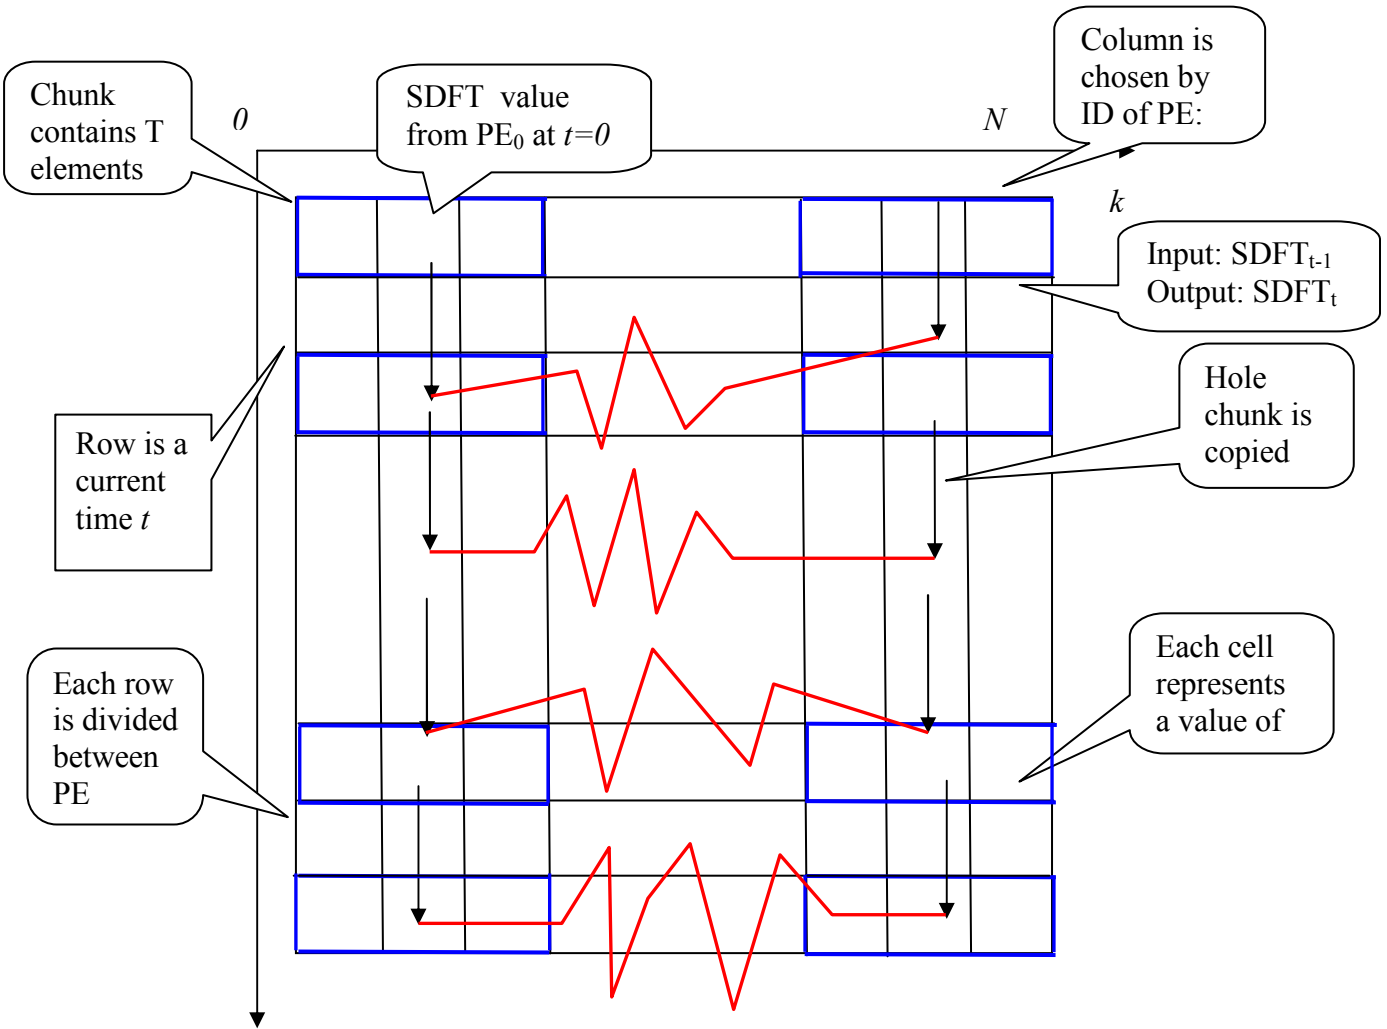 Column is
chosen by
ID of PE:
Chunk
contains T
elements
0
SDFT value
from PE₀ at t=0
N
k
Input: SDFTₜ₋₁
Output: SDFTₜ
Hole
chunk is
copied
Row is a
current
time t
Each row
is divided
between
PE
Each cell
represents
a value of